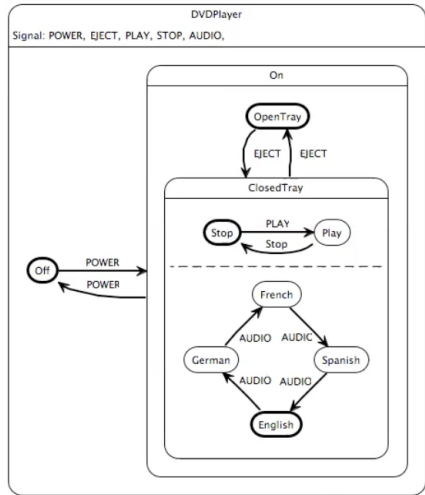 DVDPlayer
Signal: POWER, EJECT, PLAY, STOP, AUDIO,
On
OpenTray
EJECT EJECT
ClosedTray
PLAY
Stop Play
Stop
POWER
Off
POWER
French
AUDIO AUDIO
German Spanish
AUDIO AUDIO
English